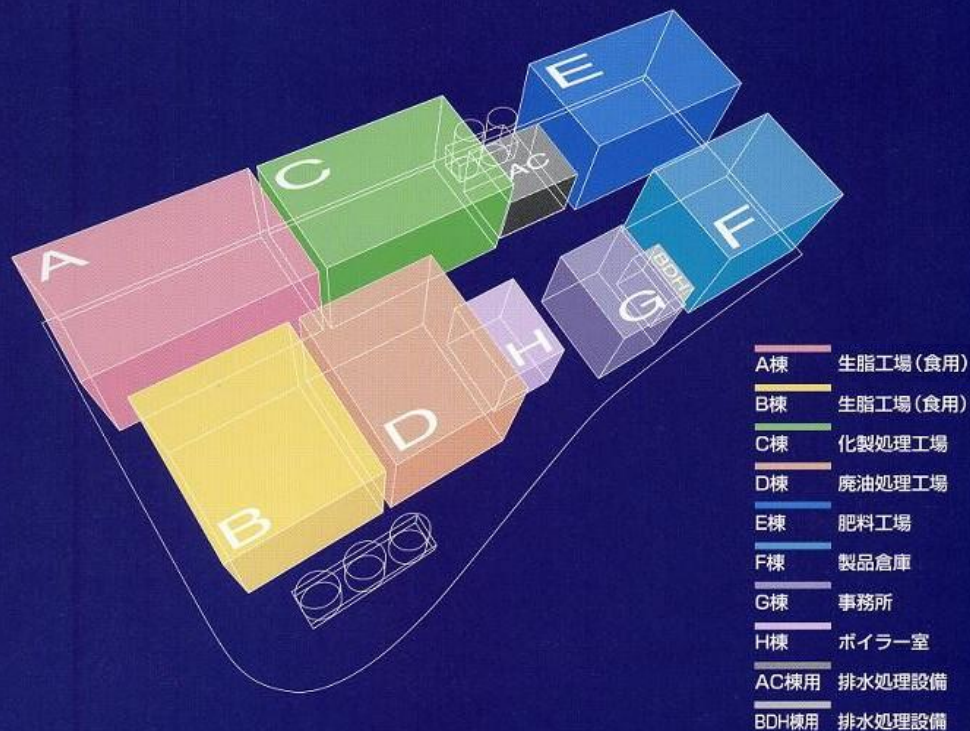 E
C
AC
A
F
BDH
G
H
D
B
A棟 生脂工場（食用）
B棟 生脂工場（食用）
C棟 化製処理工場
D棟 廃油処理工場
E棟 肥料工場
F棟 製品倉庫
G棟 事務所
H棟 ボイラー室
AC棟用 排水処理設備
BDH棟用 排水処理設備